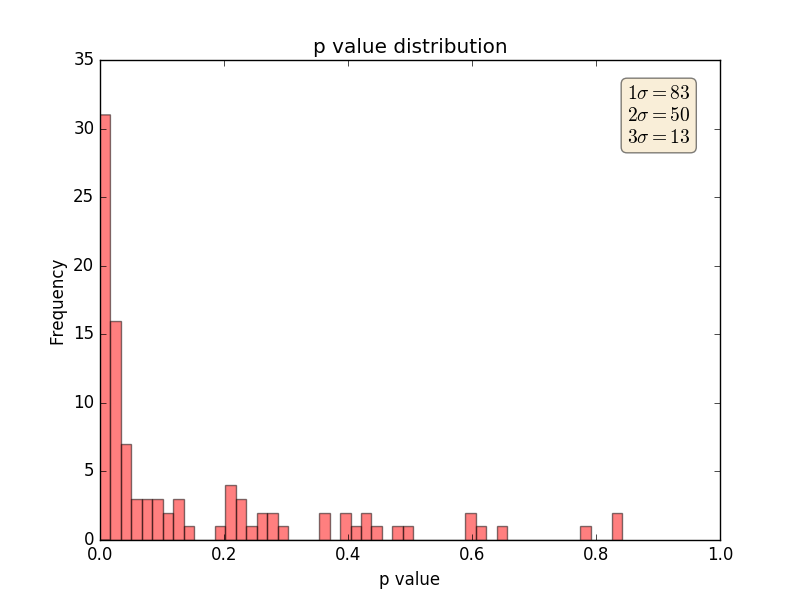 p value distribution
35
30
25
20
15
10
5
0
Frequency
1σ = 83
2σ = 50
3σ = 13
0.0 0.2 0.4 0.6 0.8 1.0
p value